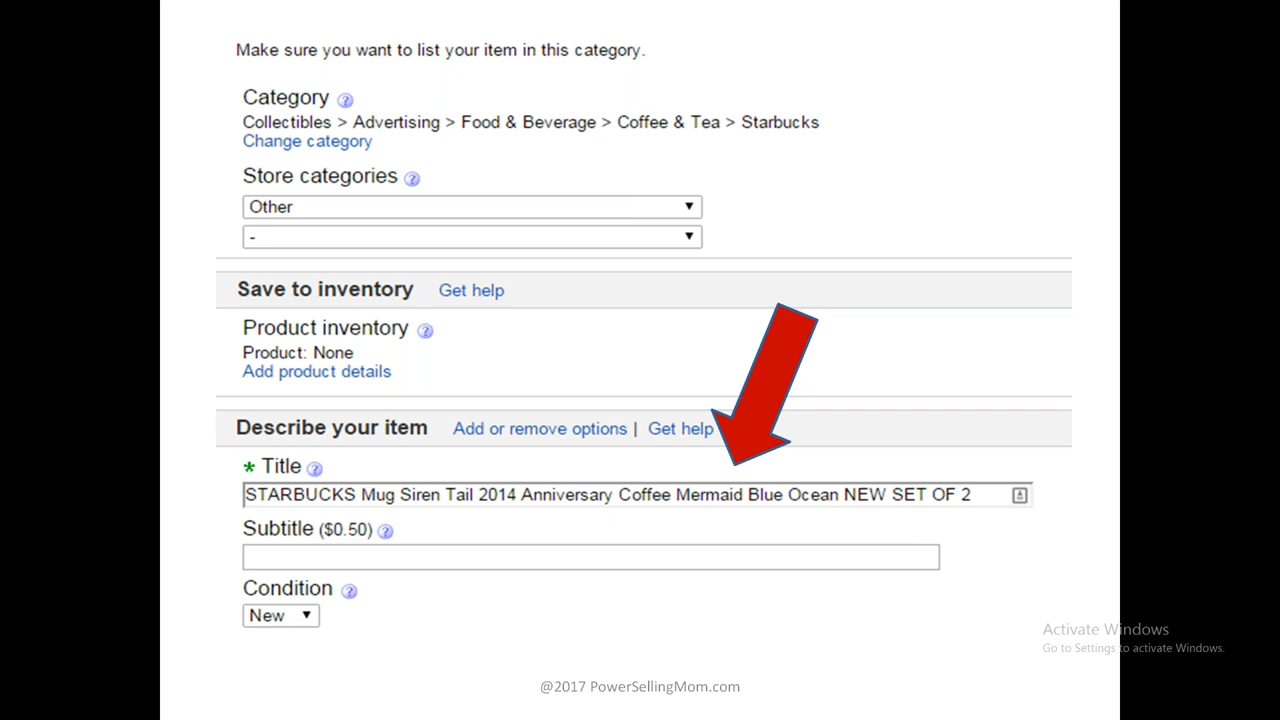 Make sure you want to list your item in this category.
Category
Collectibles > Advertising > Food & Beverage > Coffee & Tea > Starbucks
Change category
Store categories
Other
-
Save to inventory Get help
Product inventory
Product: None
Add product details
Describe your item Add or remove options | Get help
* Title
STARBUCKS Mug Siren Tail 2014 Anniversary Coffee Mermaid Blue Ocean NEW SET OF 2
Subtitle ($0.50)
Condition
New
Activate Windows
Go to Settings to activate Windows.
@2017 PowerSellingMom.com